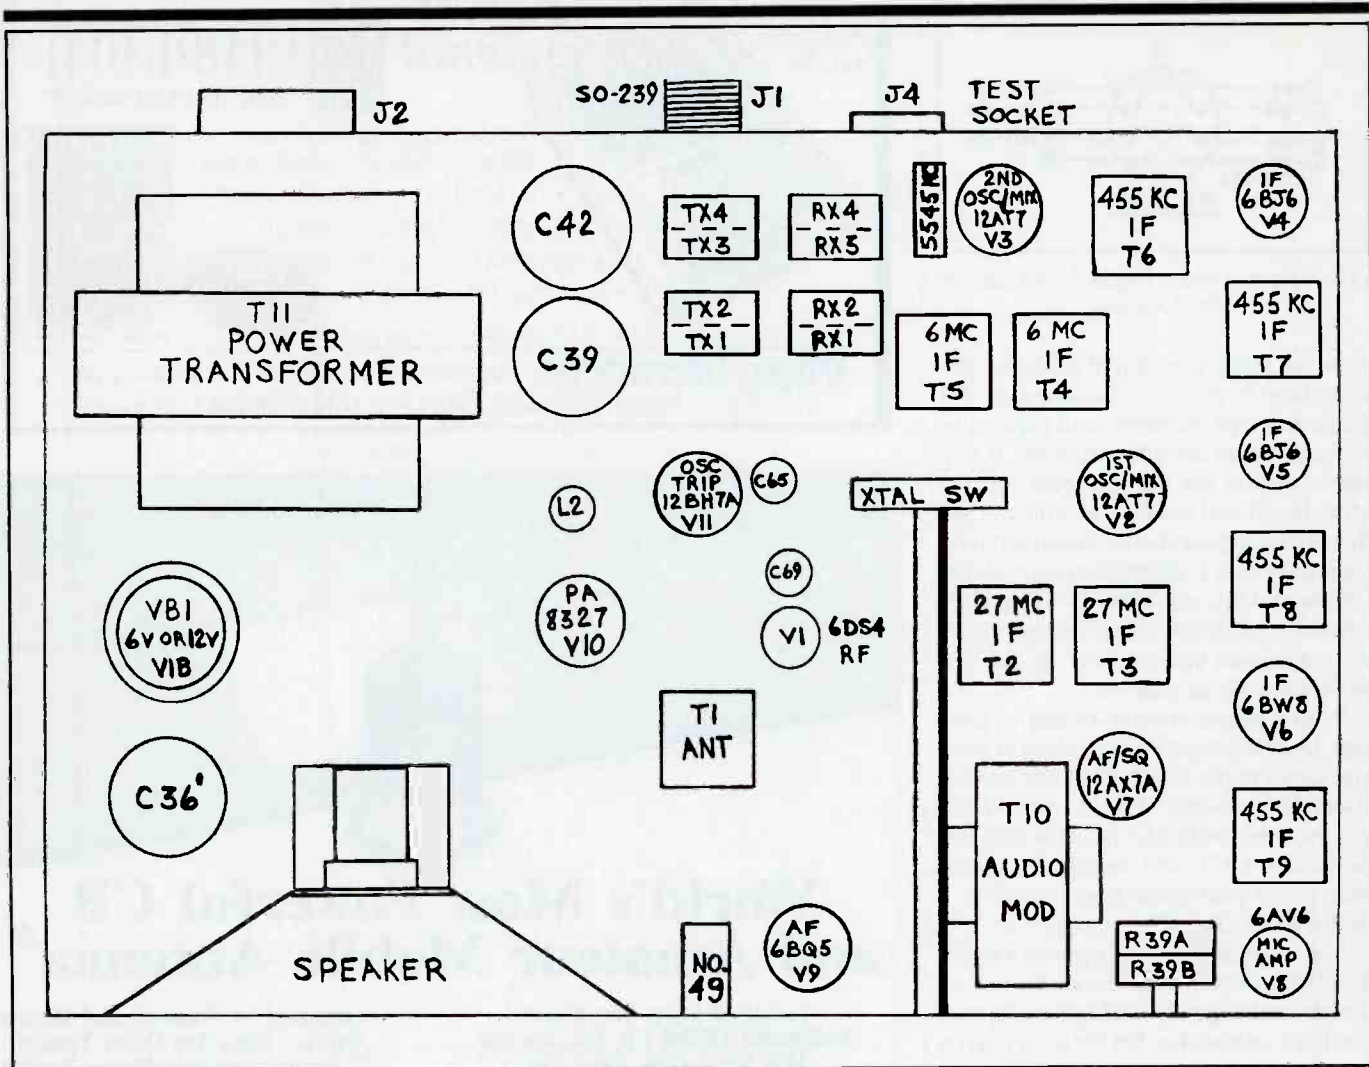 J2
SO-239
J1
J4
TEST
SOCKET
C42
TX4
TX3
RX4
RX3
5545 KC
2ND
OSC/MIX
12AT7
V3
455 KC
IF
T6
IF
6BJ6
V4
T11
POWER
TRANSFORMER
C39
TX2
TX1
RX2
RX1
6 MC
IF
T5
6 MC
IF
T4
455 KC
IF
T7
L2
OSC
TRIP
12BH7A
V11
C65
XTAL SW
1ST
OSC/MIX
12AT7
V2
IF
6BJ6
V5
VB1
6V OR 12V
VIB
PA
8327
V10
C69
V1
6DS4
RF
27 MC
IF
T2
27 MC
IF
T3
455 KC
IF
T8
C36
T1
ANT
AF/SQ
12AX7A
V7
IF
6BW8
V6
SPEAKER
NO.
49
AF
6BQ5
V9
T10
AUDIO
MOD
R39A
R39B
455 KC
IF
T9
6AV6
MIC
AMP
V8